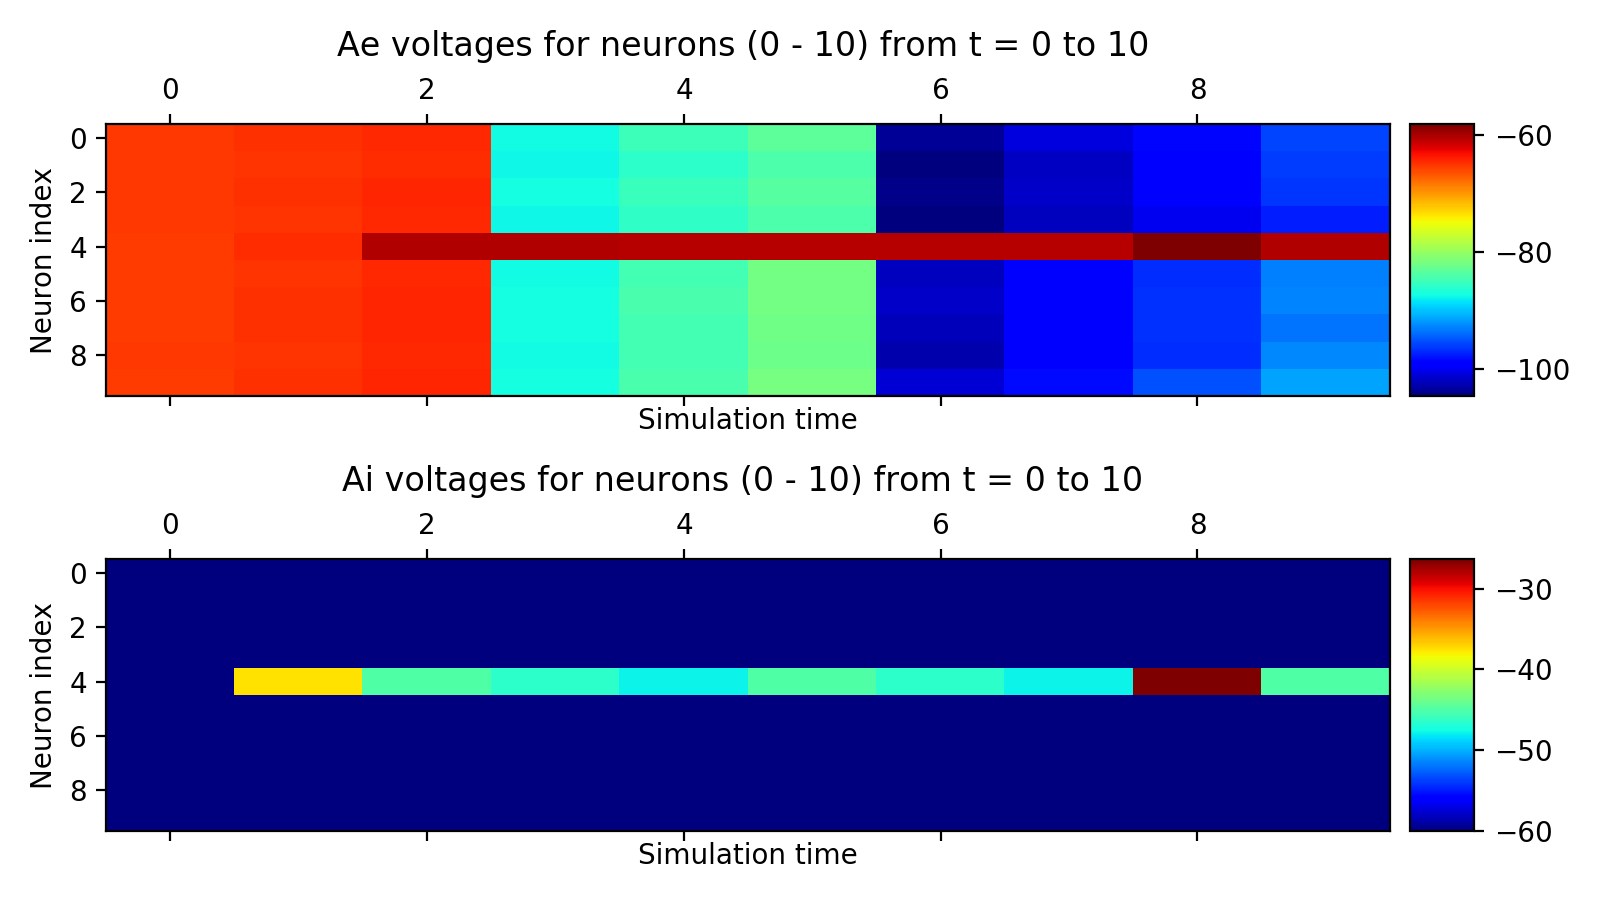 Ae voltages for neurons (0 - 10) from t = 0 to 10
0 2 4 6 8
Neuron index
0
2
4
6
8
−60
−80
−100
Simulation time
Ai voltages for neurons (0 - 10) from t = 0 to 10
0 2 4 6 8
Neuron index
0
2
4
6
8
−30
−40
−50
−60
Simulation time